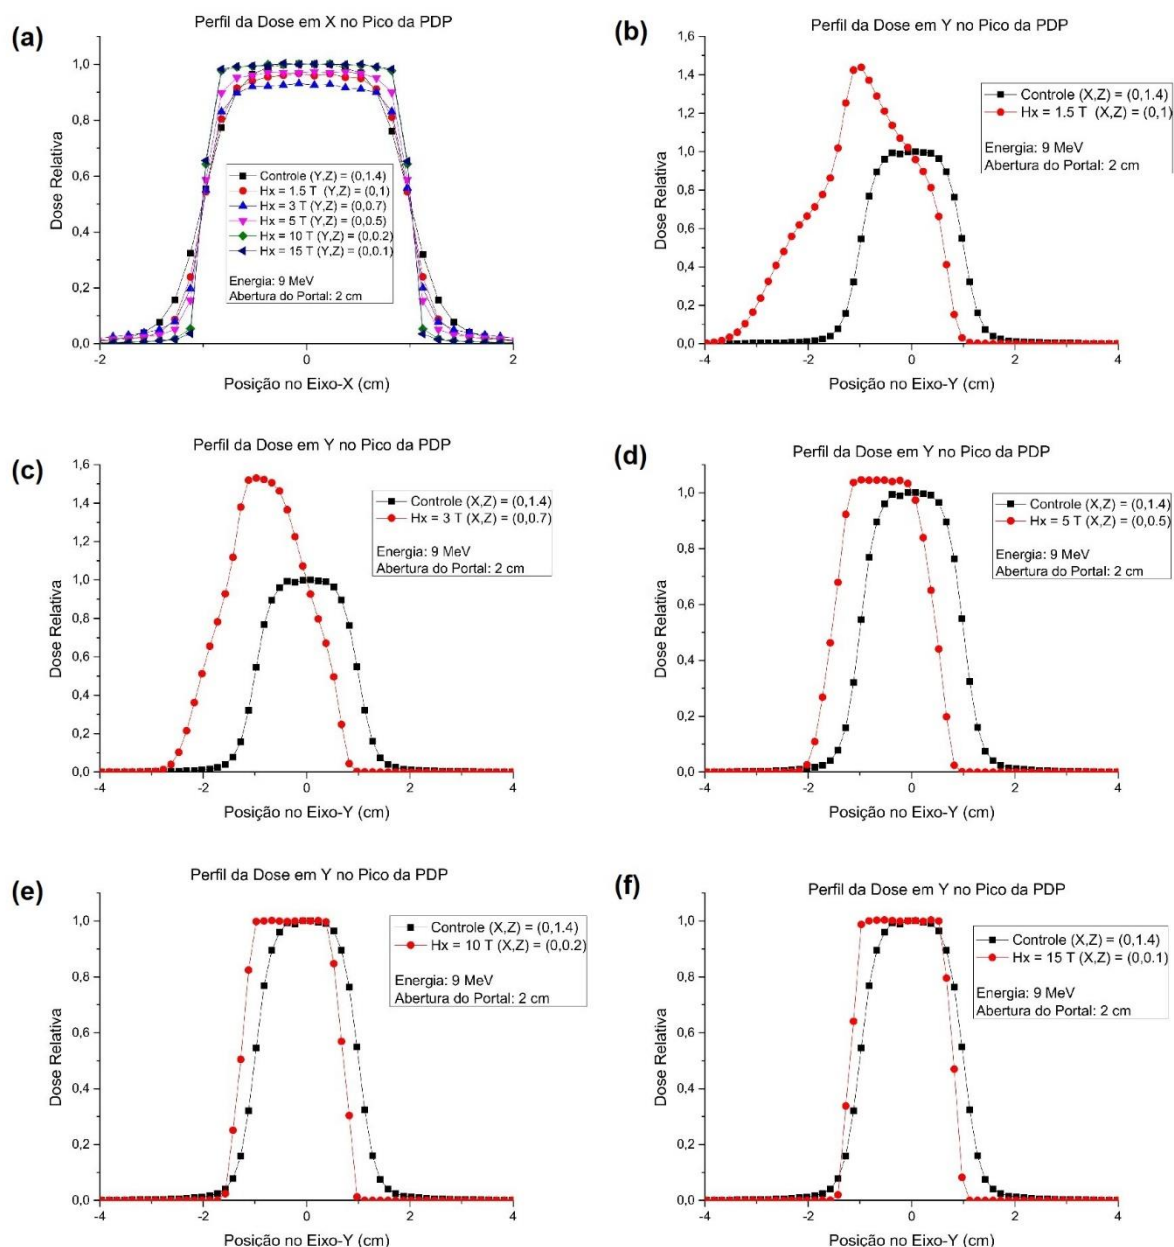 (a)
Perfil da Dose em X no Pico da PDP
Dose Relativa
1,0
0,8
0,6
0,4
0,2
0,0
Controle (Y,Z) = (0,1.4)
Hx = 1.5 T (Y,Z) = (0,1)
Hx = 3 T (Y,Z) = (0,0.7)
Hx = 5 T (Y,Z) = (0,0.5)
Hx = 10 T (Y,Z) = (0,0.2)
Hx = 15 T (Y,Z) = (0,0.1)
Energia: 9 MeV
Abertura do Portal: 2 cm
-2 -1 0 1 2
Posição no Eixo-X (cm)
(b)
Perfil da Dose em Y no Pico da PDP
Dose Relativa
1,6
1,4
1,2
1,0
0,8
0,6
0,4
0,2
0,0
Controle (X,Z) = (0,1.4)
Hx = 1.5 T (X,Z) = (0,1)
Energia: 9 MeV
Abertura do Portal: 2 cm
-4 -2 0 2 4
Posição no Eixo-Y (cm)
(c)
Perfil da Dose em Y no Pico da PDP
Dose Relativa
1,6
1,4
1,2
1,0
0,8
0,6
0,4
0,2
0,0
Controle (X,Z) = (0,1.4)
Hx = 3 T (X,Z) = (0,0.7)
Energia: 9 MeV
Abertura do Portal: 2 cm
-4 -2 0 2 4
Posição no Eixo-Y (cm)
(d)
Perfil da Dose em Y no Pico da PDP
Dose Relativa
1,0
0,8
0,6
0,4
0,2
0,0
Controle (X,Z) = (0,1.4)
Hx = 5 T (X,Z) = (0,0.5)
Energia: 9 MeV
Abertura do Portal: 2 cm
-4 -2 0 2 4
Posição no Eixo-Y (cm)
(e)
Perfil da Dose em Y no Pico da PDP
Dose Relativa
1,0
0,8
0,6
0,4
0,2
0,0
Controle (X,Z) = (0,1.4)
Hx = 10 T (X,Z) = (0,0.2)
Energia: 9 MeV
Abertura do Portal: 2 cm
-4 -2 0 2 4
Posição no Eixo-Y (cm)
(f)
Perfil da Dose em Y no Pico da PDP
Dose Relativa
1,0
0,8
0,6
0,4
0,2
0,0
Controle (X,Z) = (0,1.4)
Hx = 15 T (X,Z) = (0,0.1)
Energia: 9 MeV
Abertura do Portal: 2 cm
-4 -2 0 2 4
Posição no Eixo-Y (cm)